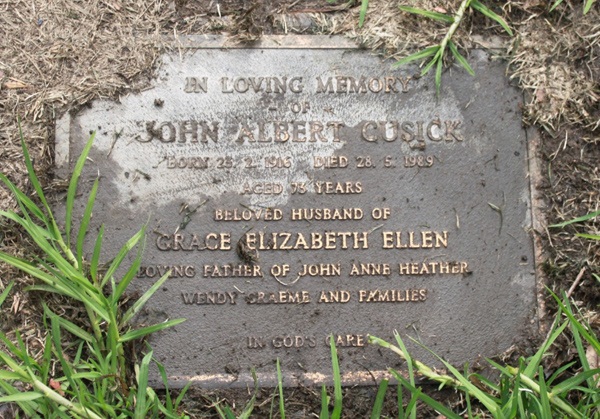 IN LOVING MEMORY
- OF -
JOHN ALBERT CUSICK
BORN 23. 2. 1916 DIED 28. 5. 1989
AGED 73 YEARS
BELOVED HUSBAND OF
GRACE ELIZABETH ELLEN
LOVING FATHER OF JOHN ANNE HEATHER
WENDY GRAEME AND FAMILIES
IN GOD'S CARE